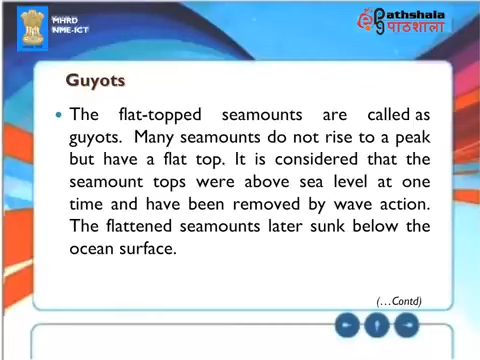 MHRD
NME-ICT
Pathshala
पाठशाला
Guyots
• The flat-topped seamounts are called as
guyots. Many seamounts do not rise to a peak
but have a flat top. It is considered that the
seamount tops were above sea level at one
time and have been removed by wave action.
The flattened seamounts later sunk below the
ocean surface.
(…Contd)